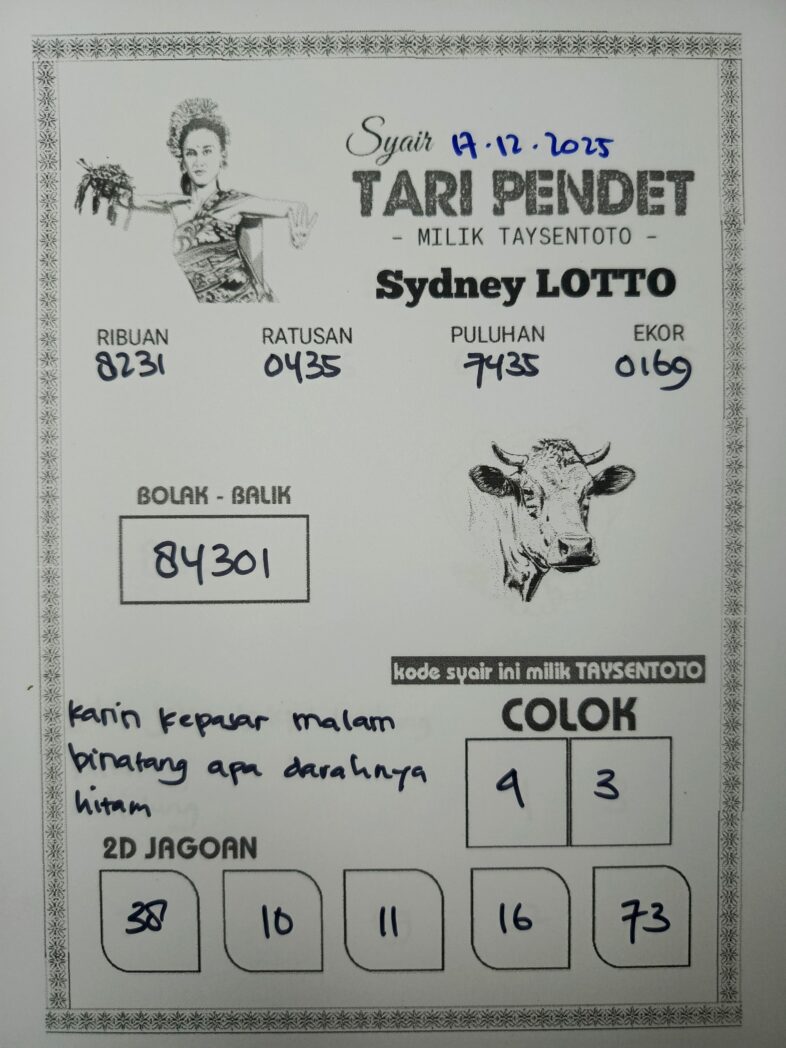 Syair 17.12.2025
TARI PENDET
- MILIK TAYSENTOTO -
Sydney LOTTO
RIBUAN RATUSAN PULUHAN EKOR
8231 0435 7435 0169
BOLAK - BALIK
84301
kode syair ini milik TAYSENTOTO
karin kepasar malam
binatang apa darahnya
hitam
COLOK
4 3
2D JAGOAN
38 10 11 16 73